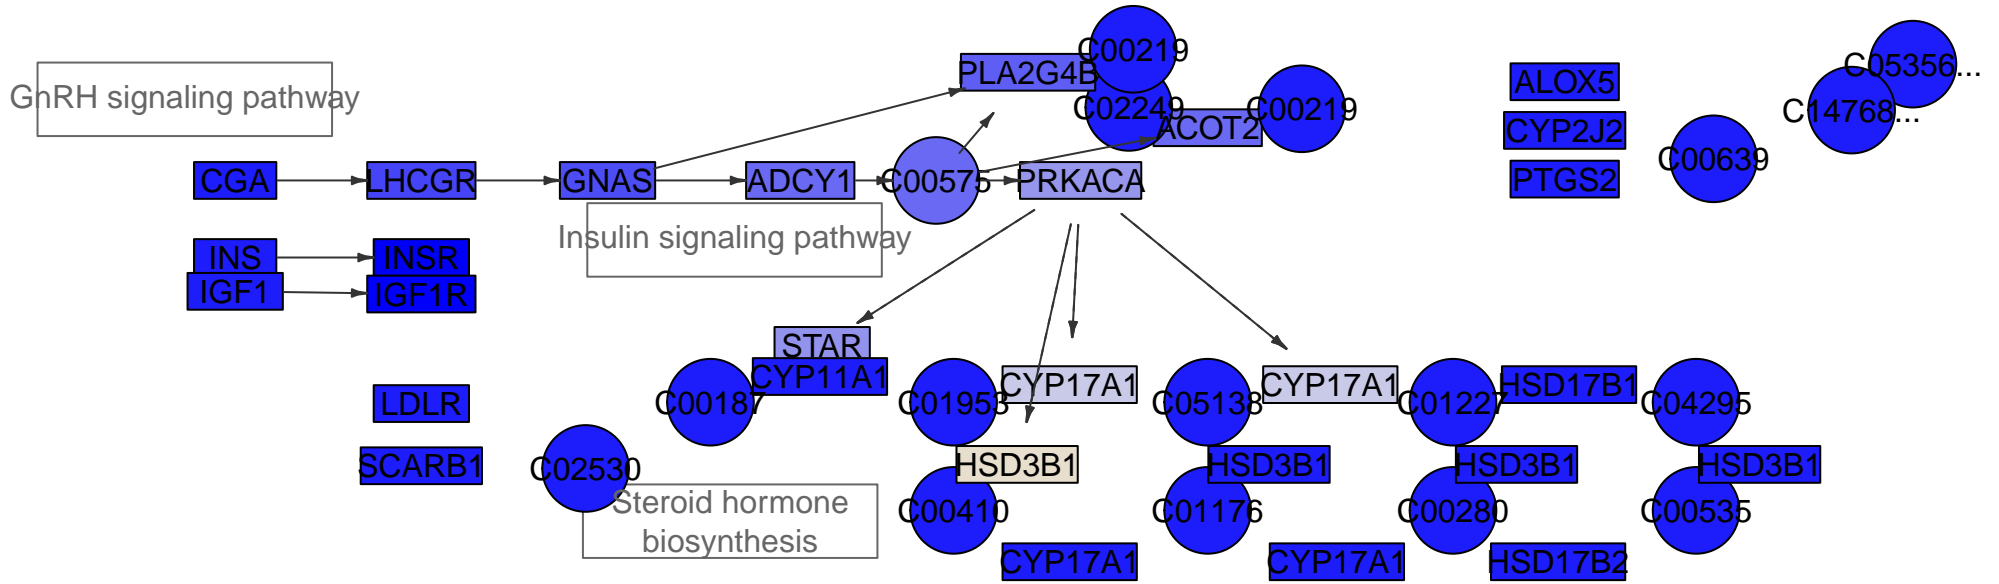 C00219
C05356...
GnRH signaling pathway
PLA2G4B
ALOX5
C02249
C00219
C14768...
ACOT2
CYP2J2
C00639
CGA
LHCGR
GNAS
ADCY1
C00575
PRKACA
PTGS2
Insulin signaling pathway
INS
INSR
IGF1
IGF1R
STAR
CYP11A1
CYP17A1
CYP17A1
HSD17B1
LDLR
C00187
C01953
C05138
C01227
C04295
SCARB1
C02530
HSD3B1
HSD3B1
HSD3B1
HSD3B1
Steroid hormone
biosynthesis
C00410
C01176
C00280
C00535
CYP17A1
CYP17A1
HSD17B2